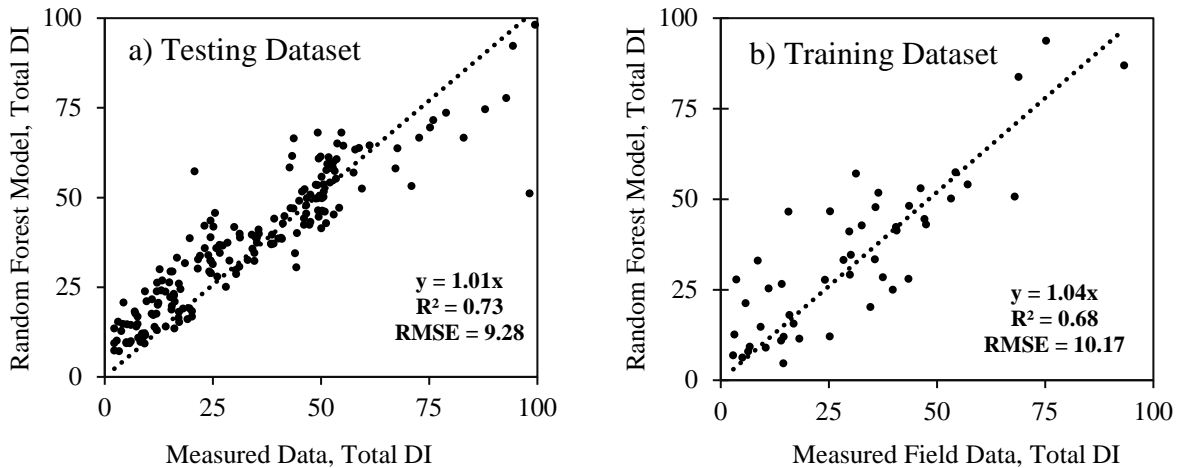 a) Testing Dataset
Random Forest Model, Total DI
100
75
50
25
0
y = 1.01x
R² = 0.73
RMSE = 9.28
0 25 50 75 100
Measured Data, Total DI
b) Training Dataset
Random Forest Model, Total DI
100
75
50
25
0
y = 1.04x
R² = 0.68
RMSE = 10.17
0 25 50 75 100
Measured Field Data, Total DI